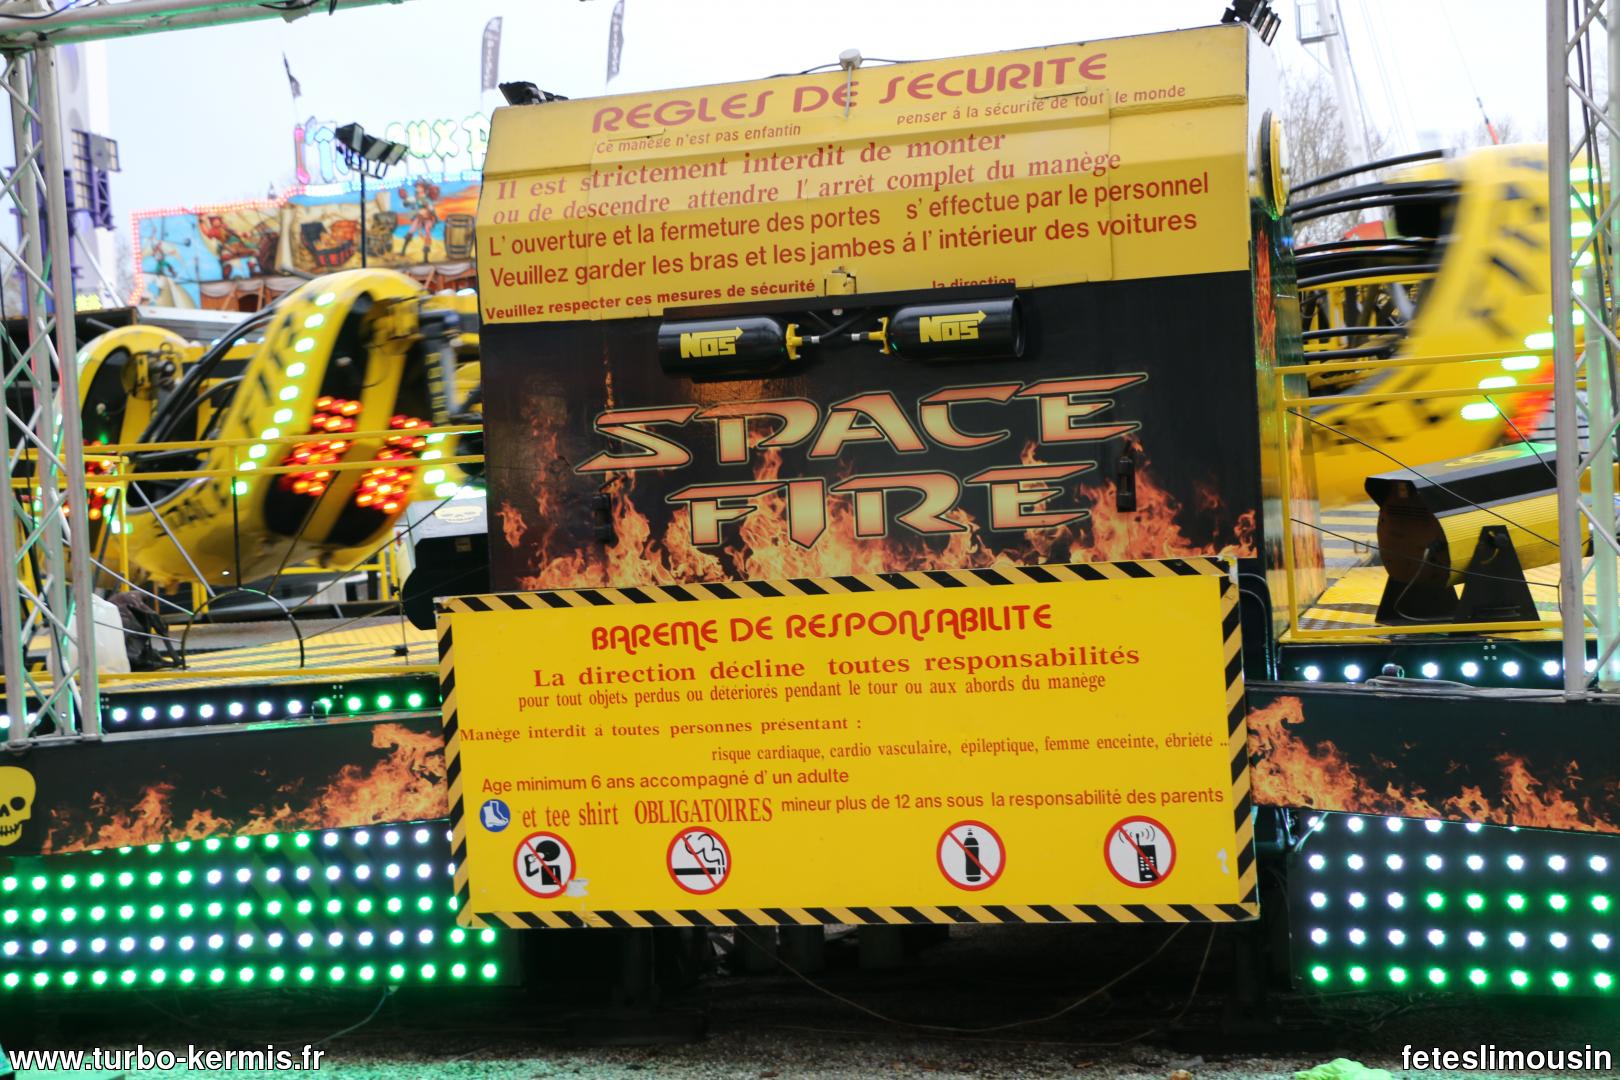 REGLES DE SECURITE
Ce manège n'est pas enfantin
Penser á la sécurité de tout le monde
Il est strictement interdit de monter
ou de descendre attendre l'arrèt complet du manège
L'ouverture et la fermeture des portes s'effectue par le personnel
Veuillez garder les bras et les jambes á l'intérieur des voitures
Veuillez respecter ces mesures de sécurité
la direction
NOS
NOS
SPACE
FIRE
BAREME DE RESPONSABILITE
La direction décline toutes responsabilités
pour tout objets perdus ou détériorés pendant le tour ou aux abords du manège
Manège interdit á toutes personnes présentant :
risque cardiaque, cardio vasculaire, épileptique, femme enceinte, ébriété ...
Age minimum 6 ans accompagné d'un adulte
et tee shirt OBLIGATOIRES mineur plus de 12 ans sous la responsabilité des parents
www.turbo-kermis.fr
feteslimousin